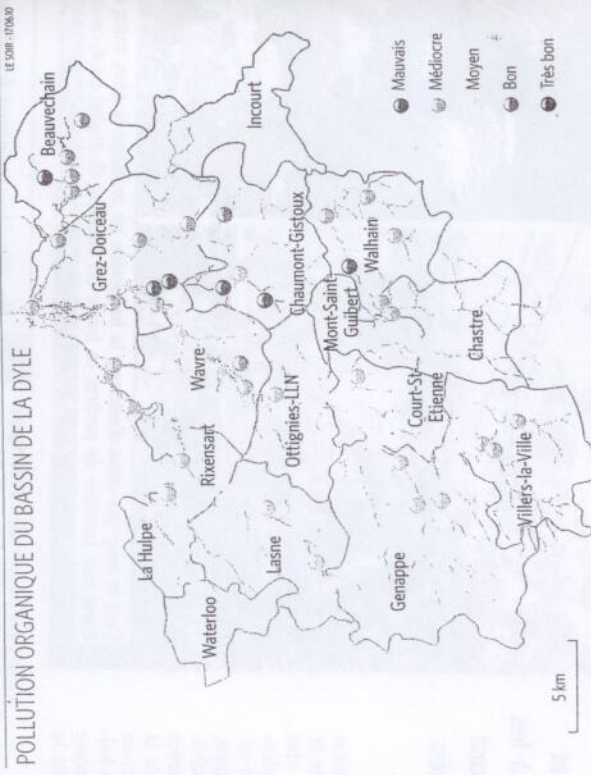 POLLUTION ORGANIQUE DU BASSIN DE LA DYLE
LE SOIR - 17.06.10
Beauvechain
Grez-Doiceau
Incourt
La Hulpe
Wavre
Rixensart
Waterloo
Chaumont-Gistoux
Lasne
Ottignies-LLN
Mont-Saint-
Guibert
Walhain
Court-St-
Etienne
Genappe
Chastre
Villers-la-Ville
Mauvais
Médiocre
Moyen
Bon
Très bon
5 km